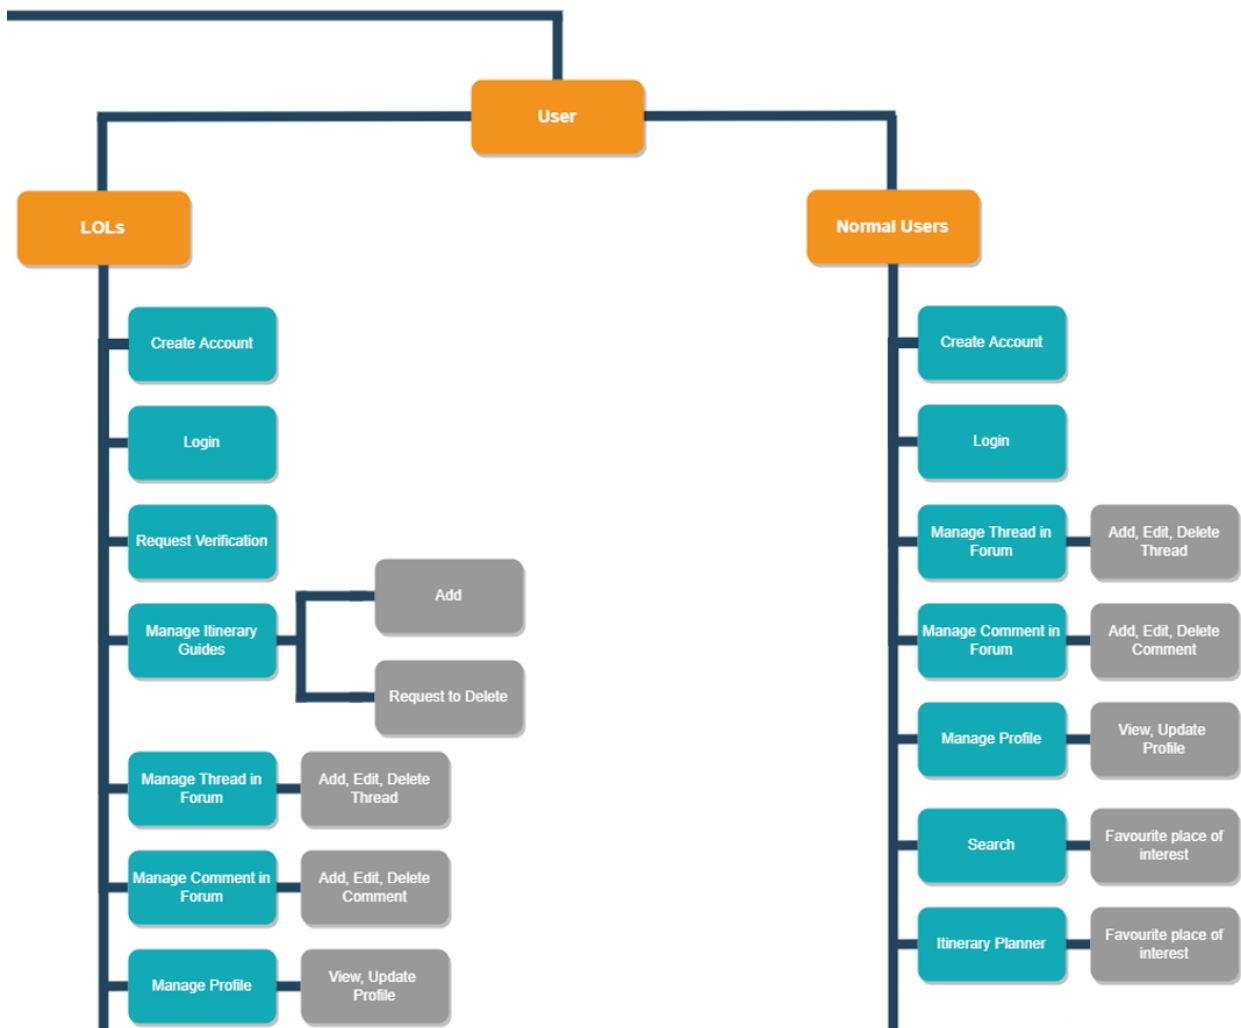 User
LOLs
Normal Users
Create Account
Login
Request Verification
Manage Itinerary
Guides
Add
Request to Delete
Manage Thread in
Forum
Add, Edit, Delete
Thread
Manage Comment in
Forum
Add, Edit, Delete
Comment
Manage Profile
View, Update
Profile
Create Account
Login
Manage Thread in
Forum
Add, Edit, Delete
Thread
Manage Comment in
Forum
Add, Edit, Delete
Comment
Manage Profile
View, Update
Profile
Search
Favourite place of
interest
Itinerary Planner
Favourite place of
interest